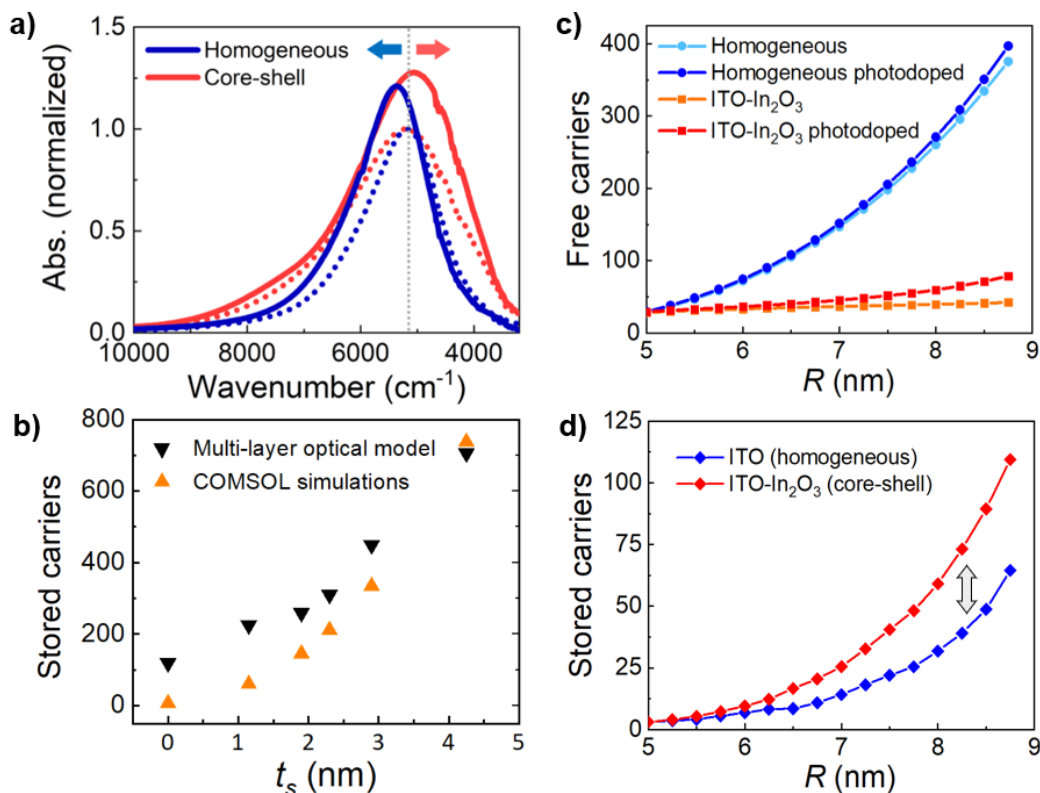 a)
1.5
1.0
0.5
0.0
Abs. (normalized)
Homogeneous
Core-shell
10000 8000 6000 4000
Wavenumber (cm⁻¹)
b)
800
600
400
200
0
Stored carriers
Multi-layer optical model
COMSOL simulations
0 1 2 3 4 5
tₛ (nm)
c)
400
300
200
100
0
Free carriers
Homogeneous
Homogeneous photodoped
ITO-In₂O₃
ITO-In₂O₃ photodoped
5 6 7 8 9
R (nm)
d)
125
100
75
50
25
0
Stored carriers
ITO (homogeneous)
ITO-In₂O₃ (core-shell)
5 6 7 8 9
R (nm)